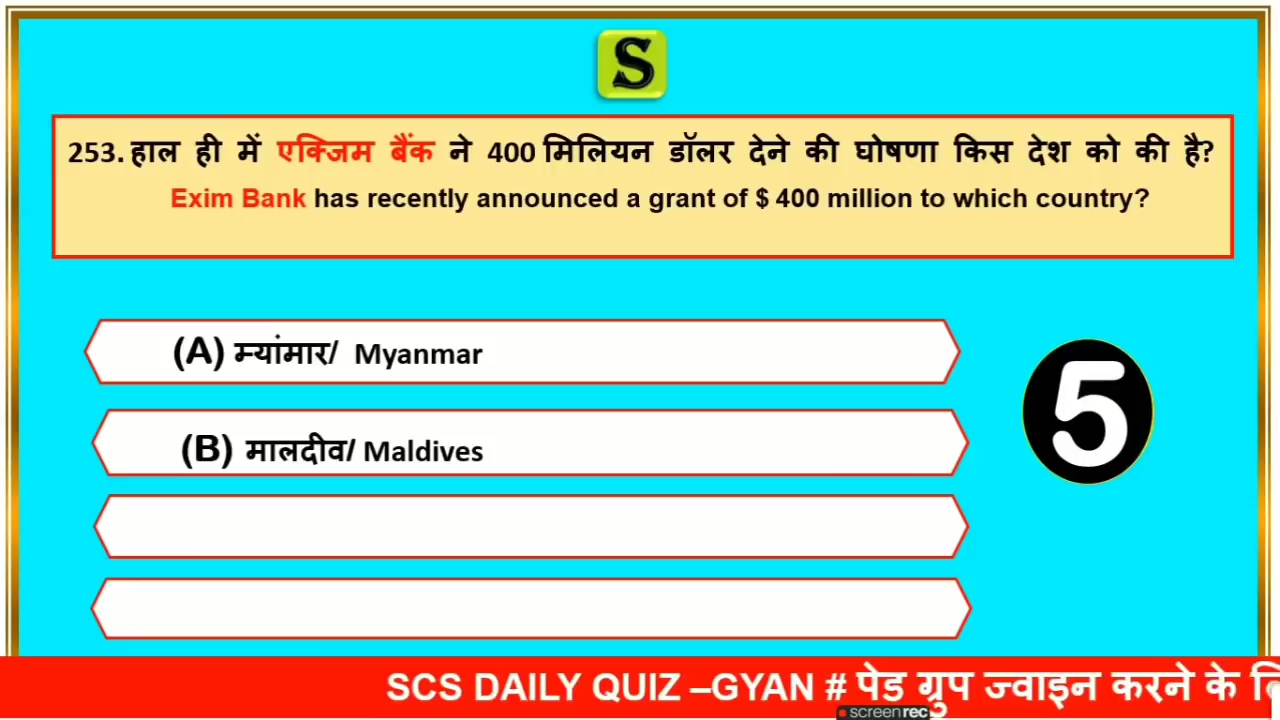 S
253. हाल ही में एक्जिम बैंक ने 400 मिलियन डॉलर देने की घोषणा किस देश को की है?
Exim Bank has recently announced a grant of $ 400 million to which country?
(A) म्यांमार/ Myanmar
(B) मालदीव/ Maldives
5
SCS DAILY QUIZ –GYAN # पेड ग्रुप ज्वाइन करने के
screenrec